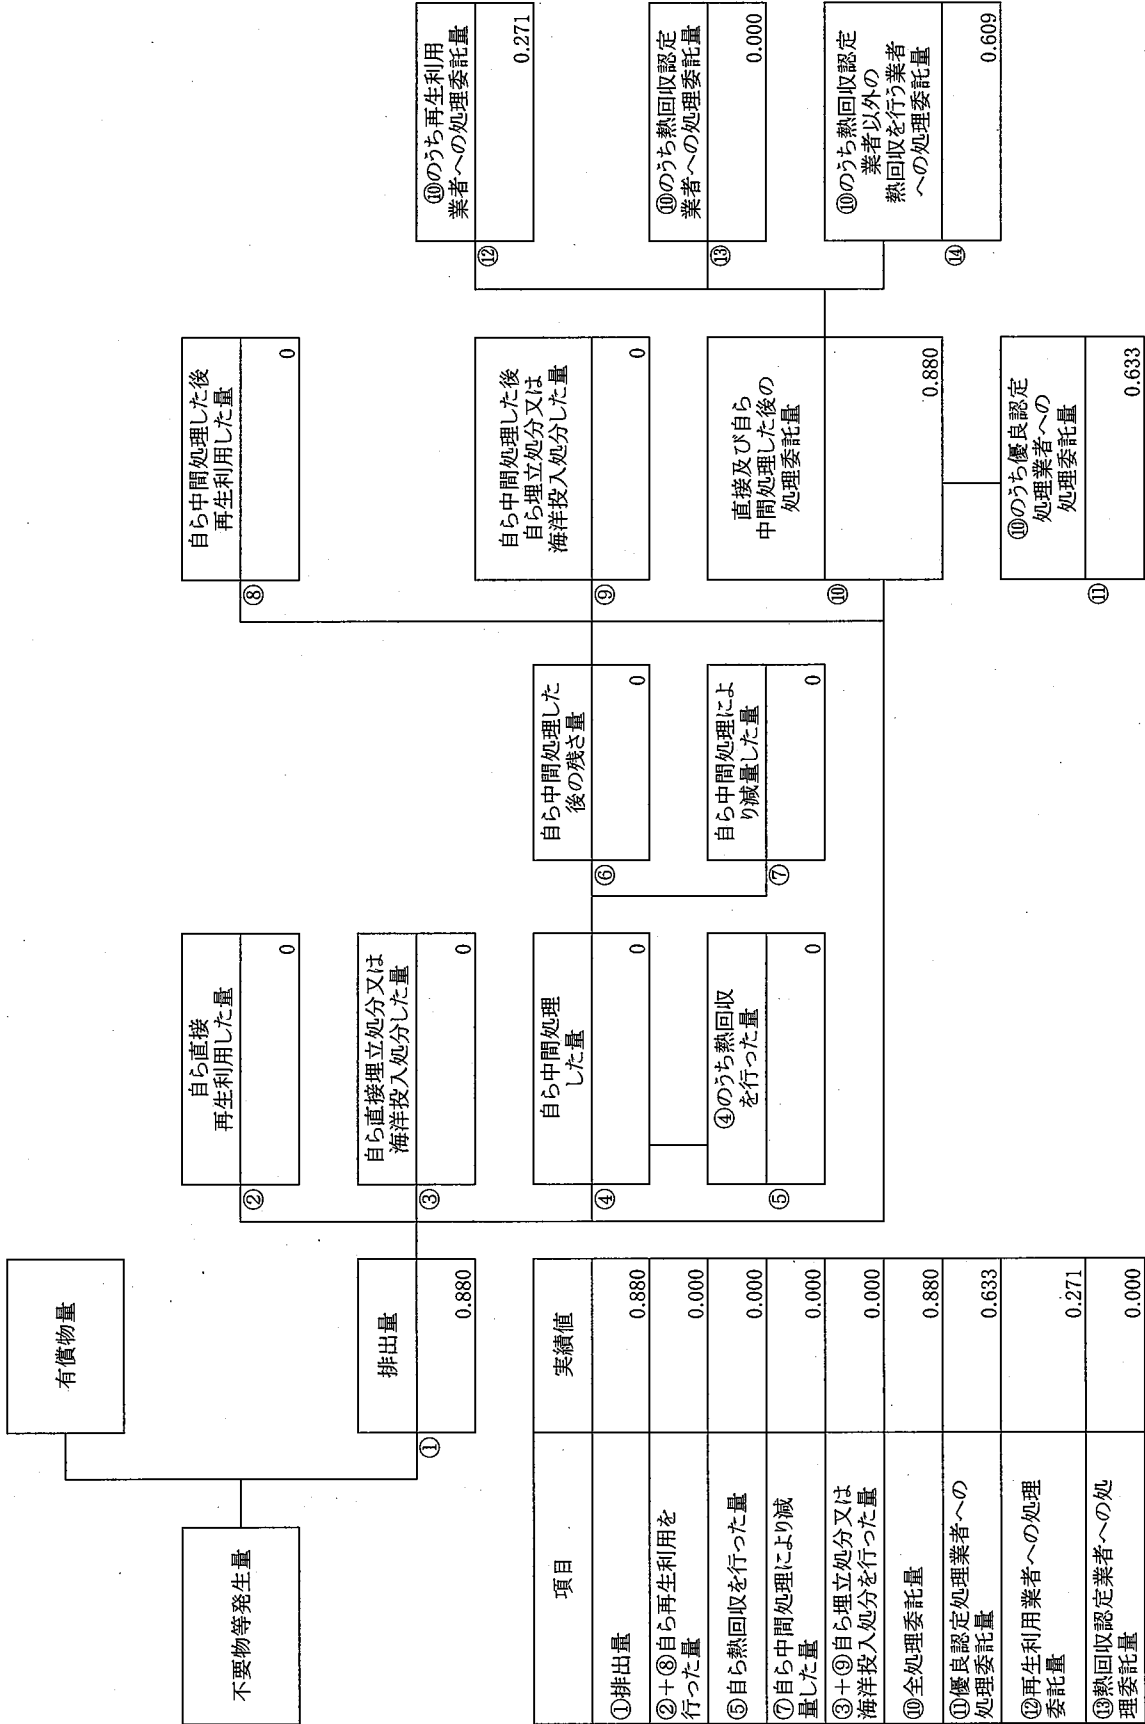 不要物等発生量
有償物量
①
排出量
0.880
②
自ら直接
再生利用した量
0
③
自ら直接埋立処分又は
海洋投入処分した量
0
④
自ら中間処理
した量
0
⑤
④のうち熱回収
を行った量
0
⑥
自ら中間処理した
後の残さ量
0
⑦
自ら中間処理によ
り減量した量
0
⑧
自ら中間処理した後
再生利用した量
0
⑨
自ら中間処理した後
自ら埋立処分又は
海洋投入処分した量
0
⑩
直接及び自ら
中間処理した後の
処理委託量
0.880
⑪
⑩のうち優良認定
処理業者への
処理委託量
0.633
⑫
⑩のうち再生利用
業者への処理委託量
0.271
⑬
⑩のうち熱回収認定
業者への処理委託量
0.000
⑭
⑩のうち熱回収認定
業者以外の
熱回収を行う業者
への処理委託量
0.609
項目 実績値
①排出量 0.880
②+⑧自ら再生利用を
行った量 0.000
⑤自ら熱回収を行った量 0.000
⑦自ら中間処理により減
量した量 0.000
③+⑨自ら埋立処分又は
海洋投入処分を行った量 0.000
⑩全処理委託量 0.880
⑪優良認定処理業者への
処理委託量 0.633
⑫再生利用業者への処理
委託量 0.271
⑬熱回収認定業者への処
理委託量 0.000